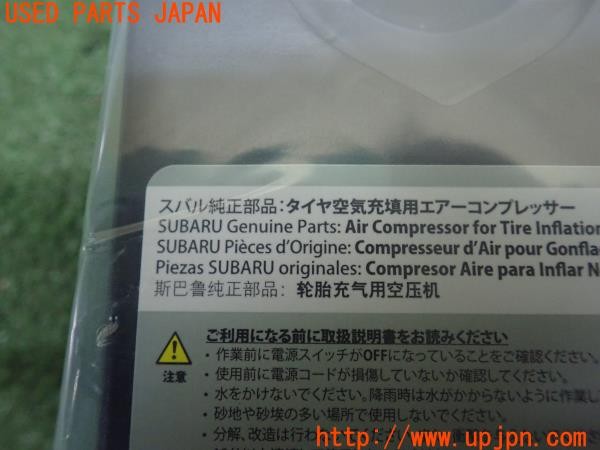 USED PARTS JAPAN
スバル純正部品:タイヤ空気充填用エアーコンプレッサー
SUBARU Genuine Parts: Air Compressor for Tire Inflation
SUBARU Pièces d'Origine: Compresseur d'Air pour Gonfla
Piezas SUBARU originales: Compresor Aire para Inflar N
斯巴鲁纯正部品：轮胎充气用空压机
ご利用になる前に取扱説明書をお読みください
注意
・作業前に電源スイッチがOFFになっていることをご確認ください。
・使用前に電源コードが損傷していないか確認してください。
・水をかけないでください。降雨時は水がかからないように作業し
・砂地や砂埃の多い場所で使用しないでください。
・分解、改造は行わ
http://www.upjpn.com/